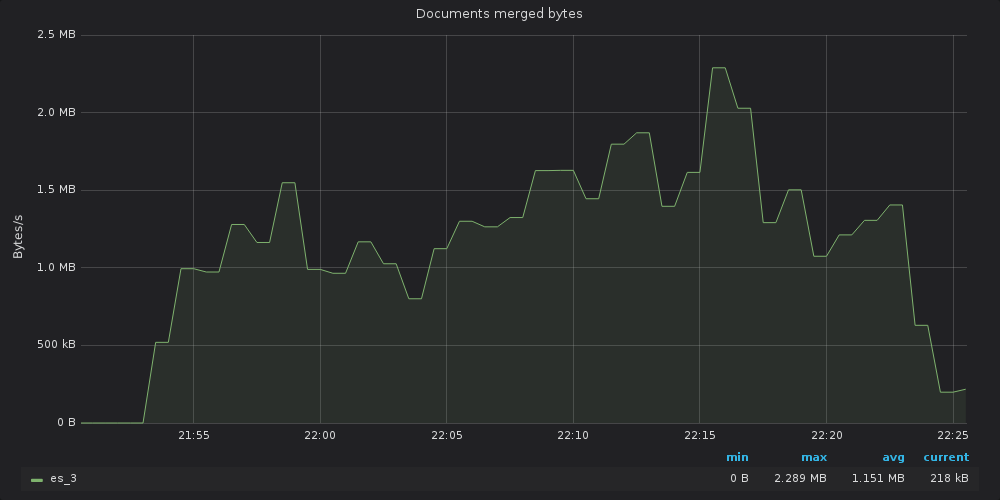 Documents merged bytes
2.5 MB
2.0 MB
1.5 MB
1.0 MB
500 kB
0 B
Bytes/s
21:55 22:00 22:05 22:10 22:15 22:20 22:25
min max avg current
es_3 0 B 2.289 MB 1.151 MB 218 kB